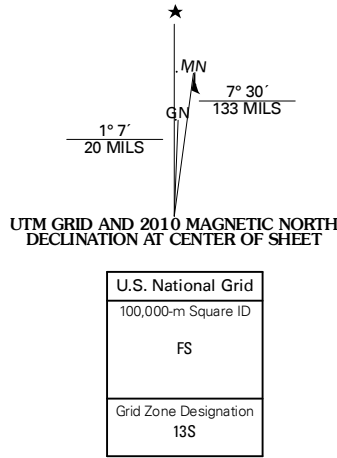 ★
MN
7° 30´
133 MILS
GN
1° 7´
20 MILS
UTM GRID AND 2010 MAGNETIC NORTH
DECLINATION AT CENTER OF SHEET
U.S. National Grid
100,000-m Square ID
FS
Grid Zone Designation
13S